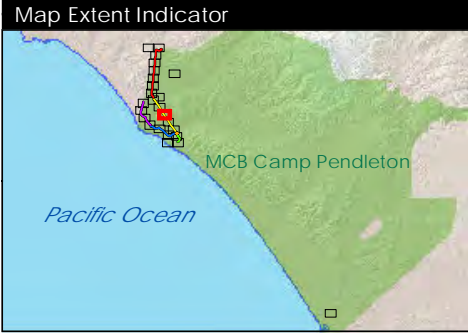 Map Extent Indicator
MCB Camp Pendleton
Pacific Ocean